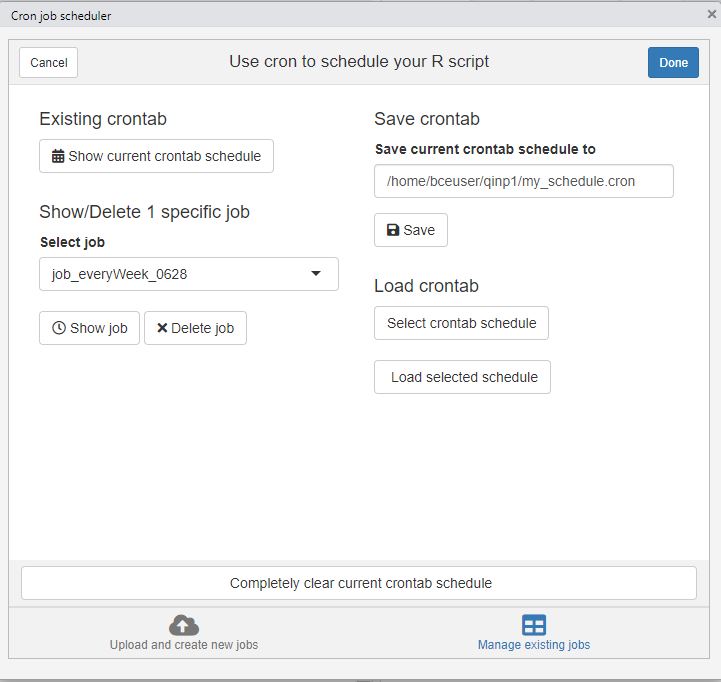 Cron job scheduler
Cancel
Use cron to schedule your R script
Done
Existing crontab
Show current crontab schedule
Show/Delete 1 specific job
Select job
job_everyWeek_0628
Show job
Delete job
Save crontab
Save current crontab schedule to
/home/bceuser/qinp1/my_schedule.cron
Save
Load crontab
Select crontab schedule
Load selected schedule
Completely clear current crontab schedule
Upload and create new jobs
Manage existing jobs